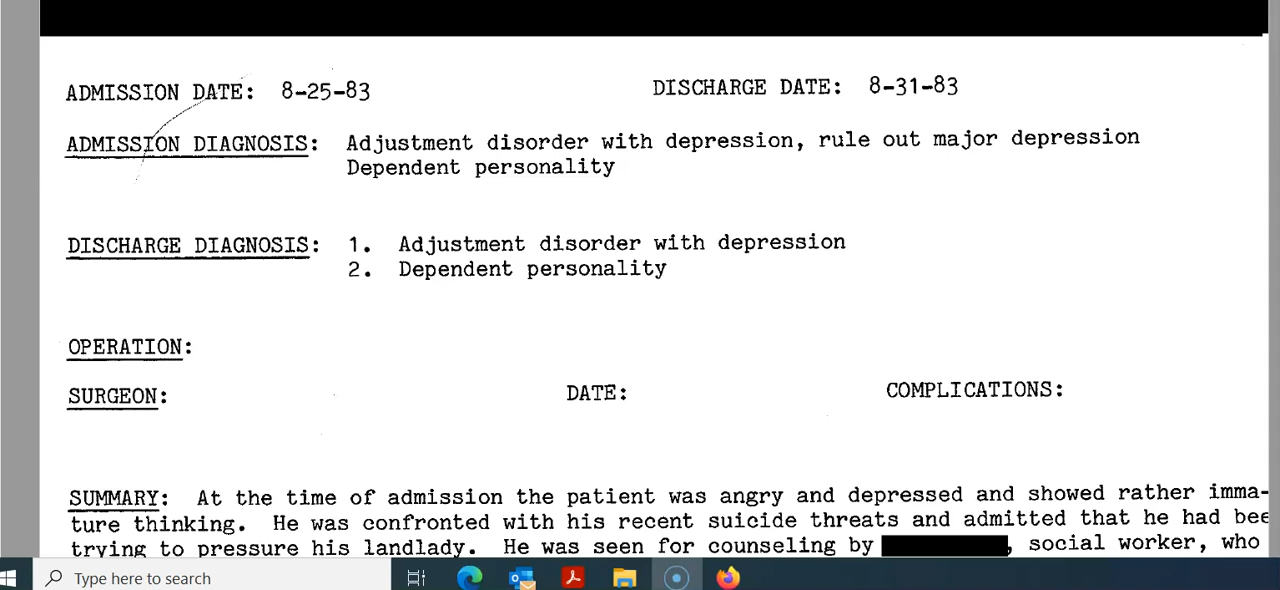 ADMISSION DATE: 8-25-83 DISCHARGE DATE: 8-31-83
ADMISSION DIAGNOSIS: Adjustment disorder with depression, rule out major depression
Dependent personality
DISCHARGE DIAGNOSIS: 1. Adjustment disorder with depression
2. Dependent personality
OPERATION:
SURGEON: DATE: COMPLICATIONS:
SUMMARY: At the time of admission the patient was angry and depressed and showed rather imma-
ture thinking. He was confronted with his recent suicide threats and admitted that he had bee
trying to pressure his landlady. He was seen for counseling by , social worker, who
Type here to search